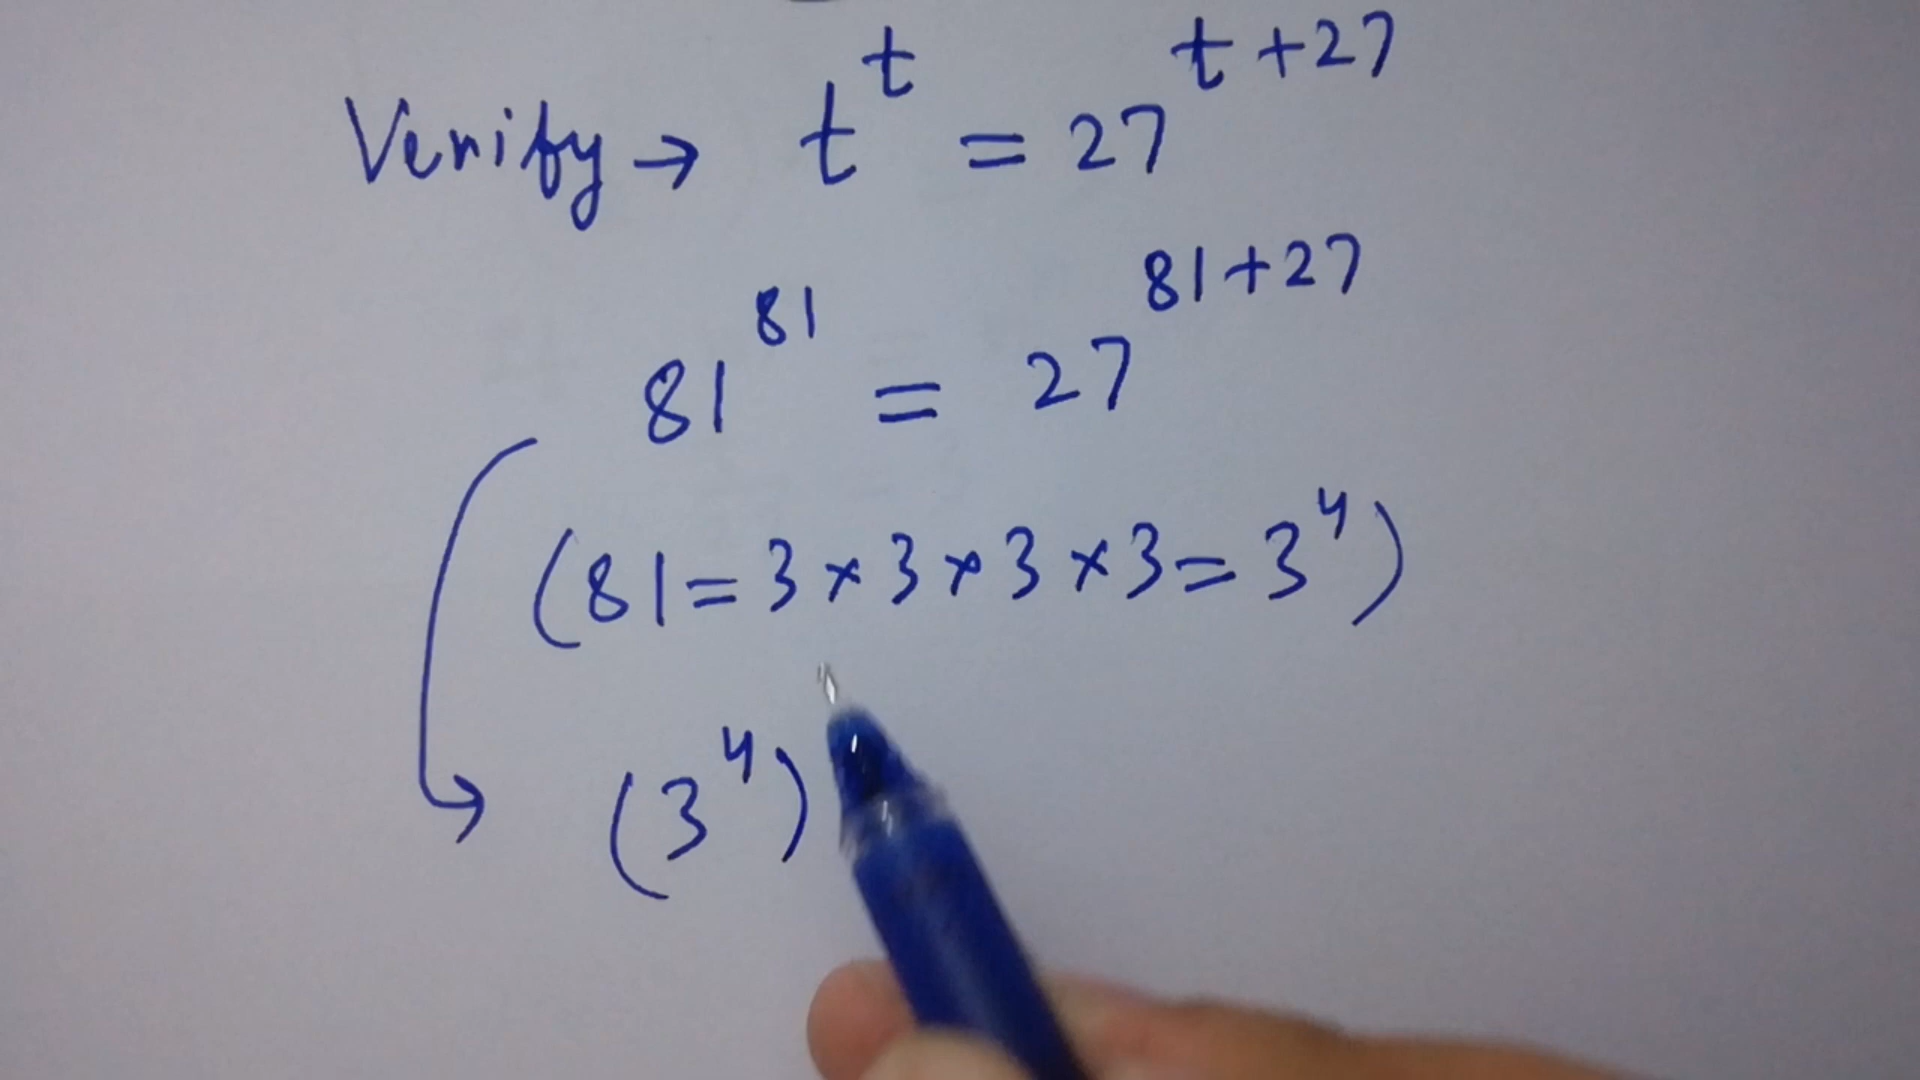 Verify → t^t = 27^(t+27)
81^81 = 27^(81+27)
(81=3×3×3×3=3^4)
(3^4)